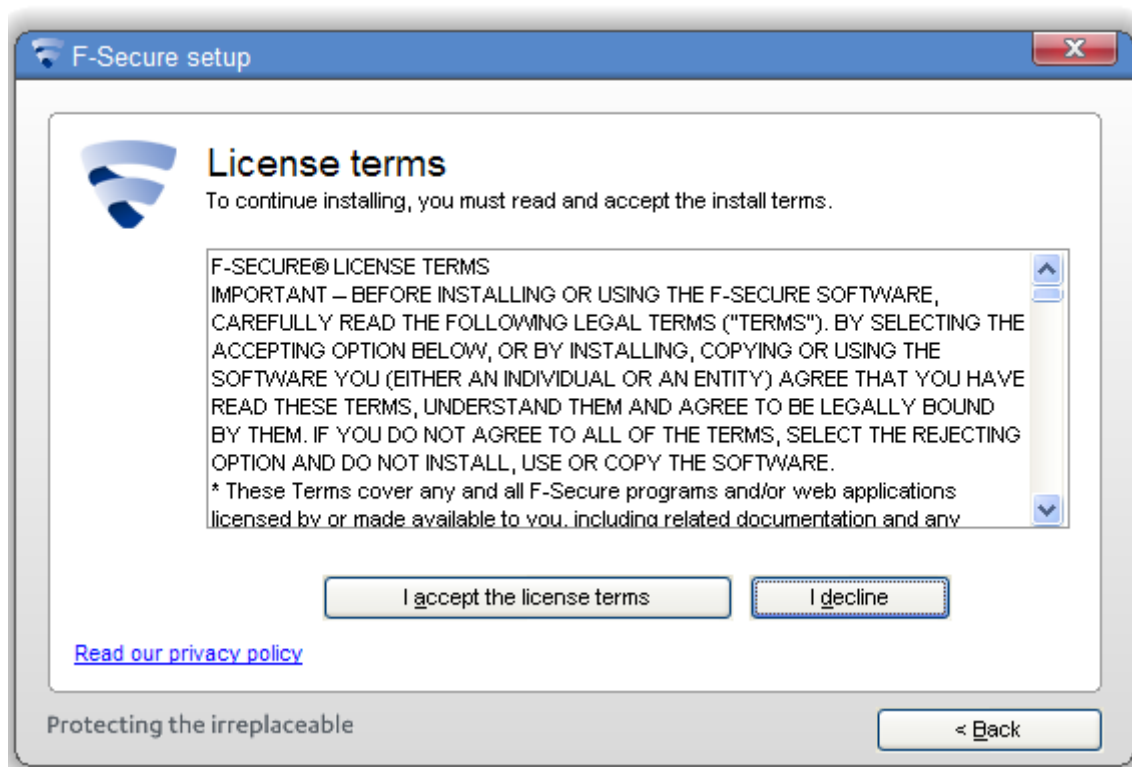 F-Secure setup
License terms
To continue installing, you must read and accept the install terms.
F-SECURE® LICENSE TERMS
IMPORTANT – BEFORE INSTALLING OR USING THE F-SECURE SOFTWARE,
CAREFULLY READ THE FOLLOWING LEGAL TERMS ("TERMS"). BY SELECTING THE
ACCEPTING OPTION BELOW, OR BY INSTALLING, COPYING OR USING THE
SOFTWARE YOU (EITHER AN INDIVIDUAL OR AN ENTITY) AGREE THAT YOU HAVE
READ THESE TERMS, UNDERSTAND THEM AND AGREE TO BE LEGALLY BOUND
BY THEM. IF YOU DO NOT AGREE TO ALL OF THE TERMS, SELECT THE REJECTING
OPTION AND DO NOT INSTALL, USE OR COPY THE SOFTWARE.
* These Terms cover any and all F-Secure programs and/or web applications
licensed by or made available to you, including related documentation and any
I accept the license terms
I decline
Read our privacy policy
Protecting the irreplaceable
< Back